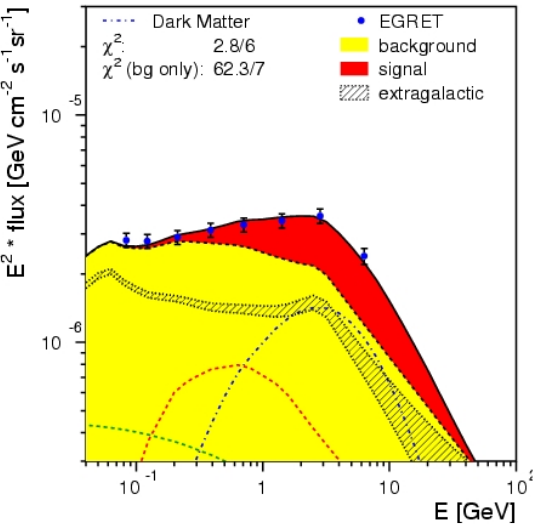 Dark Matter
χ²: 2.8/6
χ² (bg only): 62.3/7
EGRET
background
signal
extragalactic
E² * flux [GeV cm⁻² s⁻¹ sr⁻¹]
10⁻⁵
10⁻⁶
10⁻¹ 1 10 10²
E [GeV]